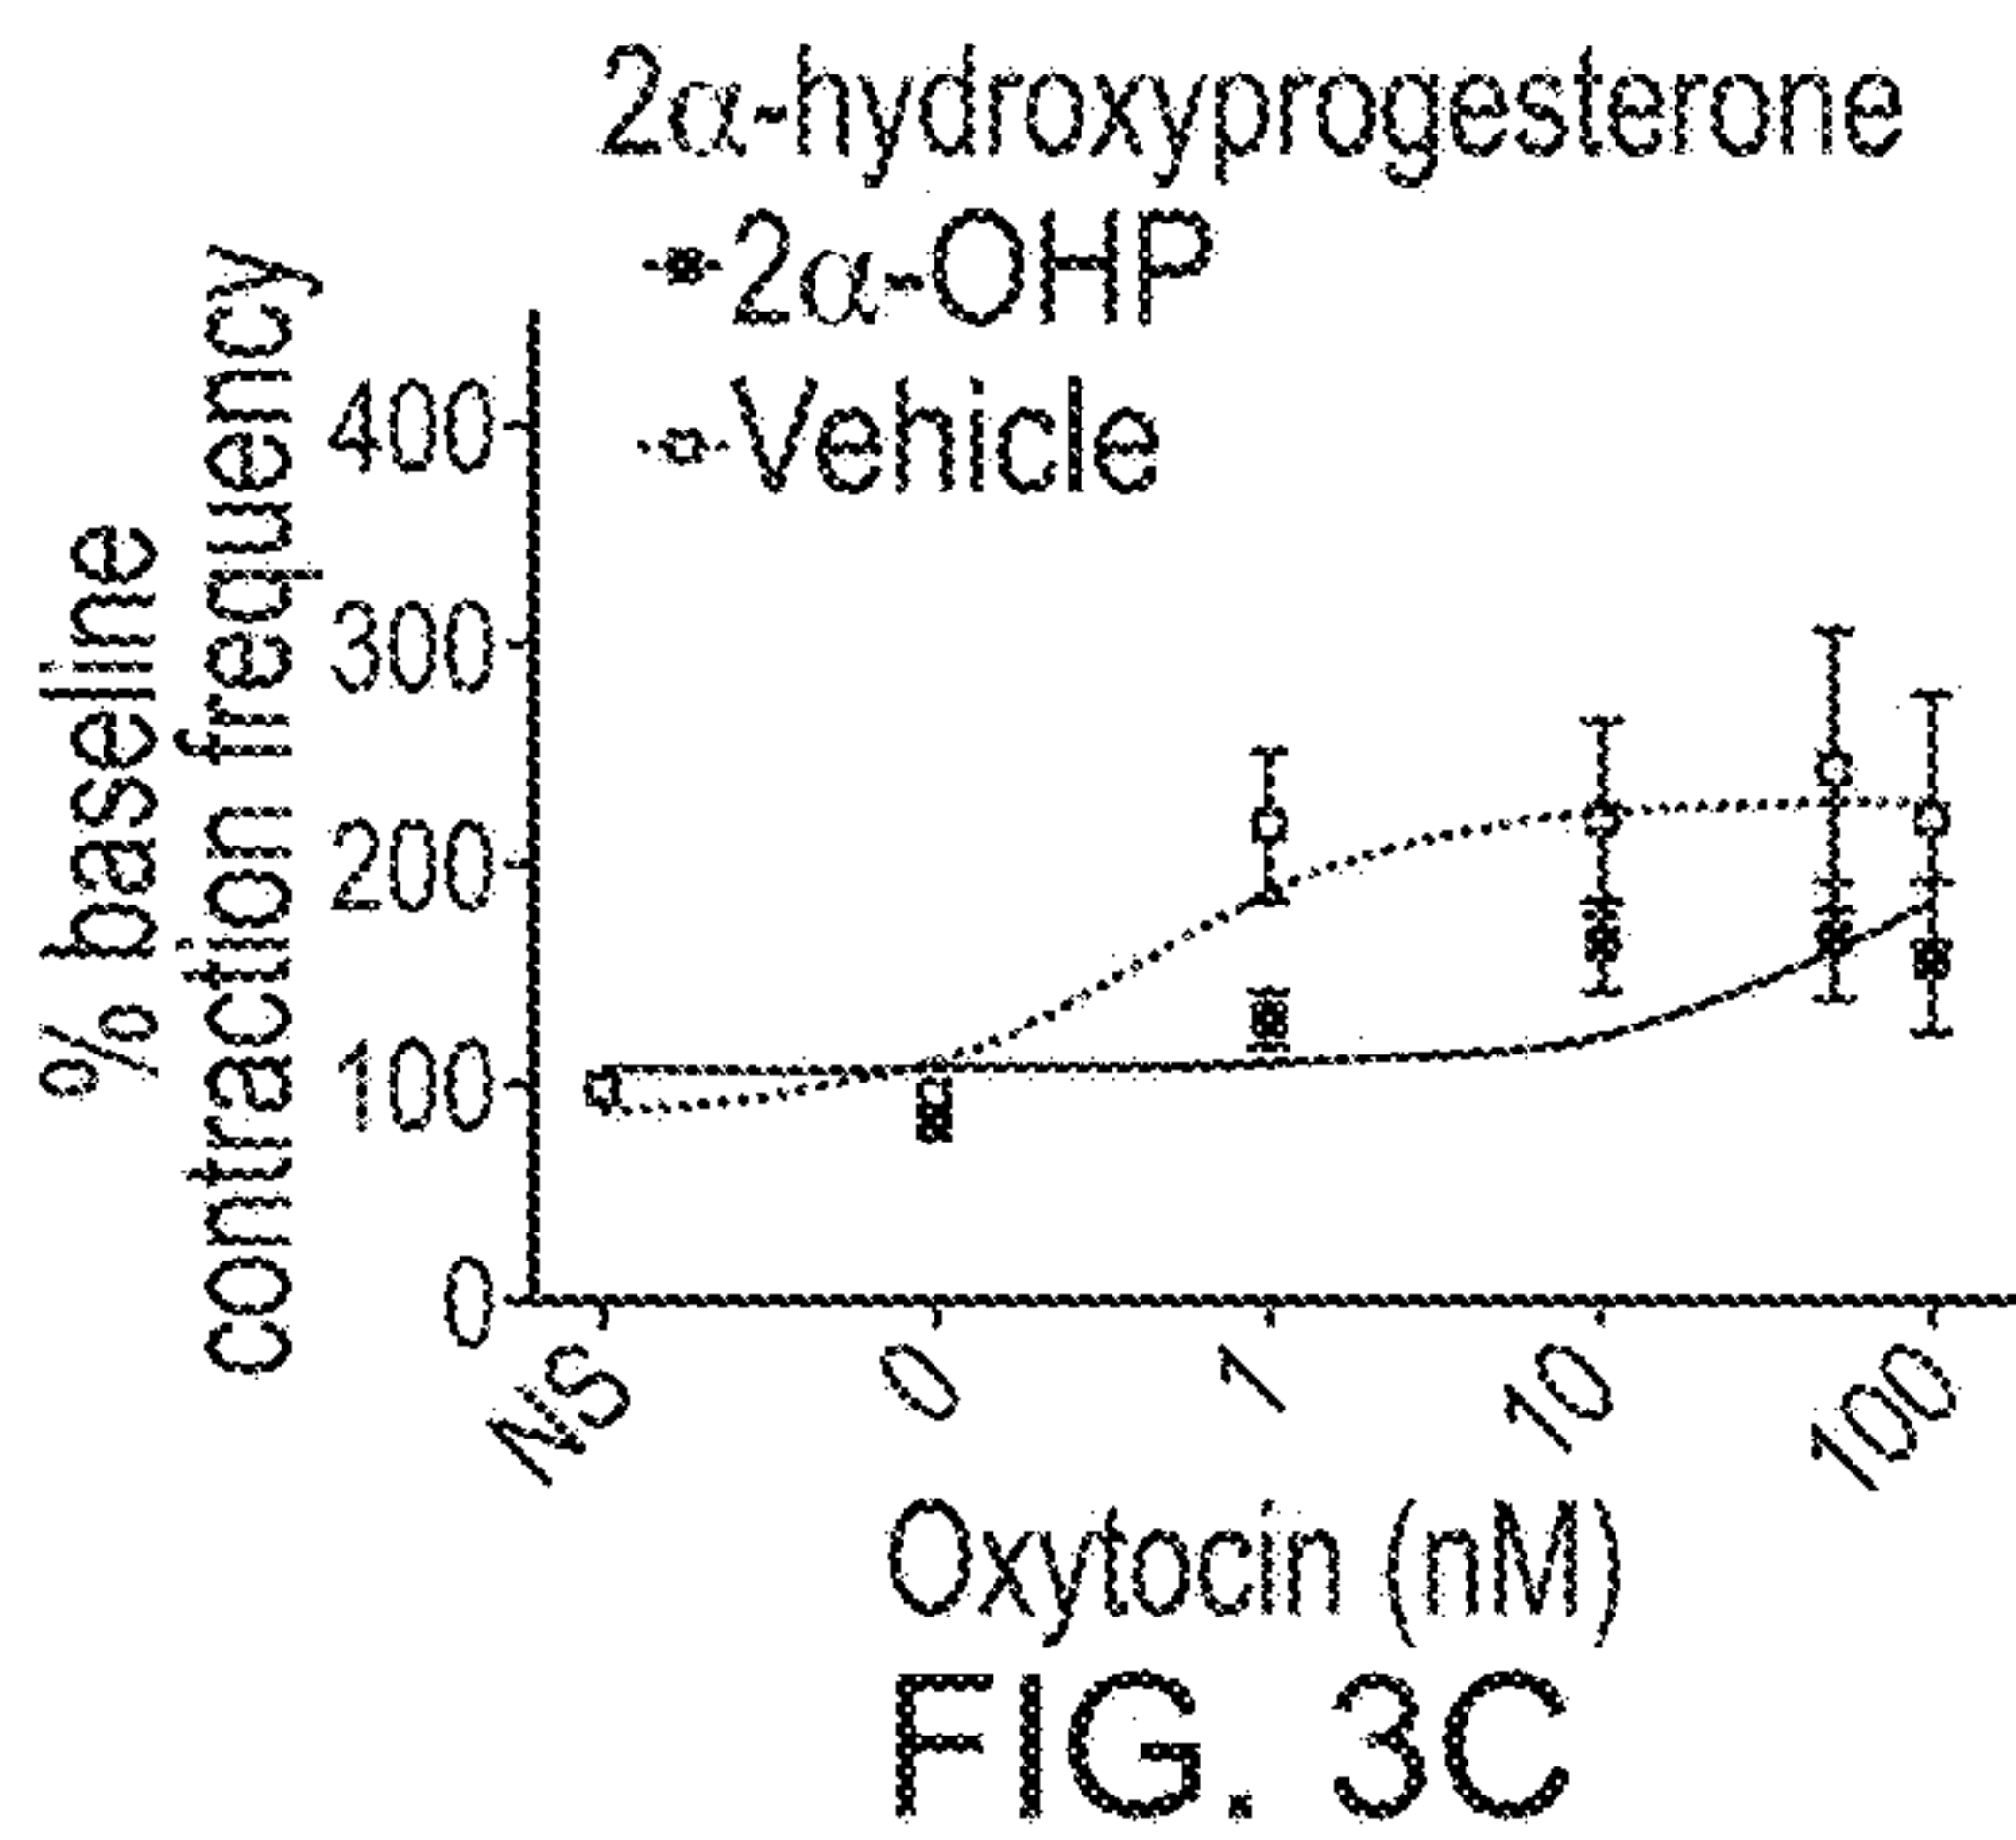 2α-hydroxyprogesterone
2α-OHP
Vehicle
% baseline
contraction frequency
400
300
200
100
0
NS
0
1
10
100
Oxytocin (nM)
FIG. 3C